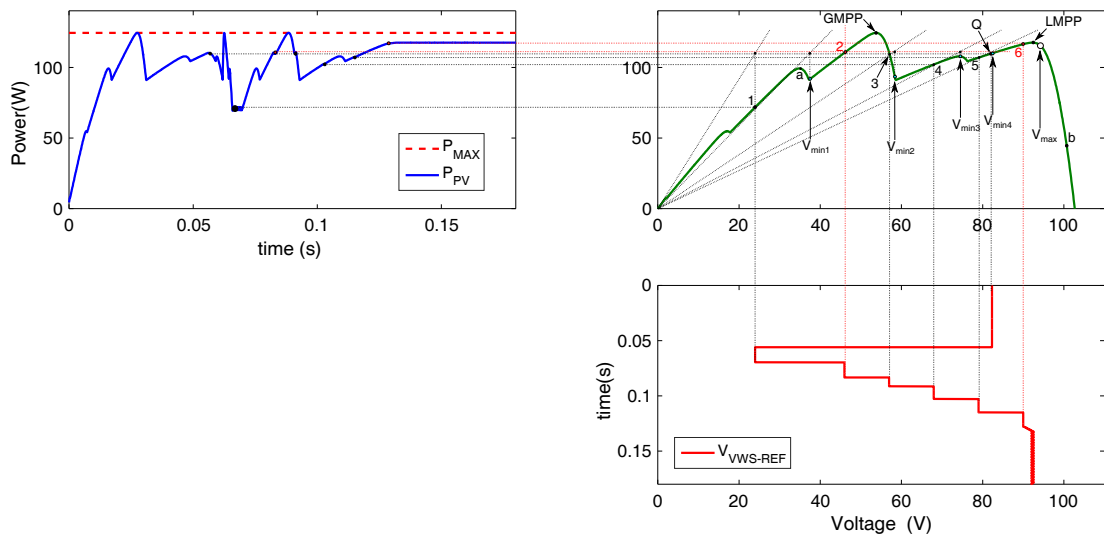 Power(W)
100
50
0
0
0.05
0.1
0.15
time (s)
P_MAX
P_PV
GMPP
Q
LMPP
100
50
0
1
a
2
3
4
5
6
b
V_min1
V_min2
V_min3
V_min4
V_max
0
20
40
60
80
100
time(s)
0
0.05
0.1
0.15
V_VWS-REF
0
20
40
60
80
100
Voltage (V)